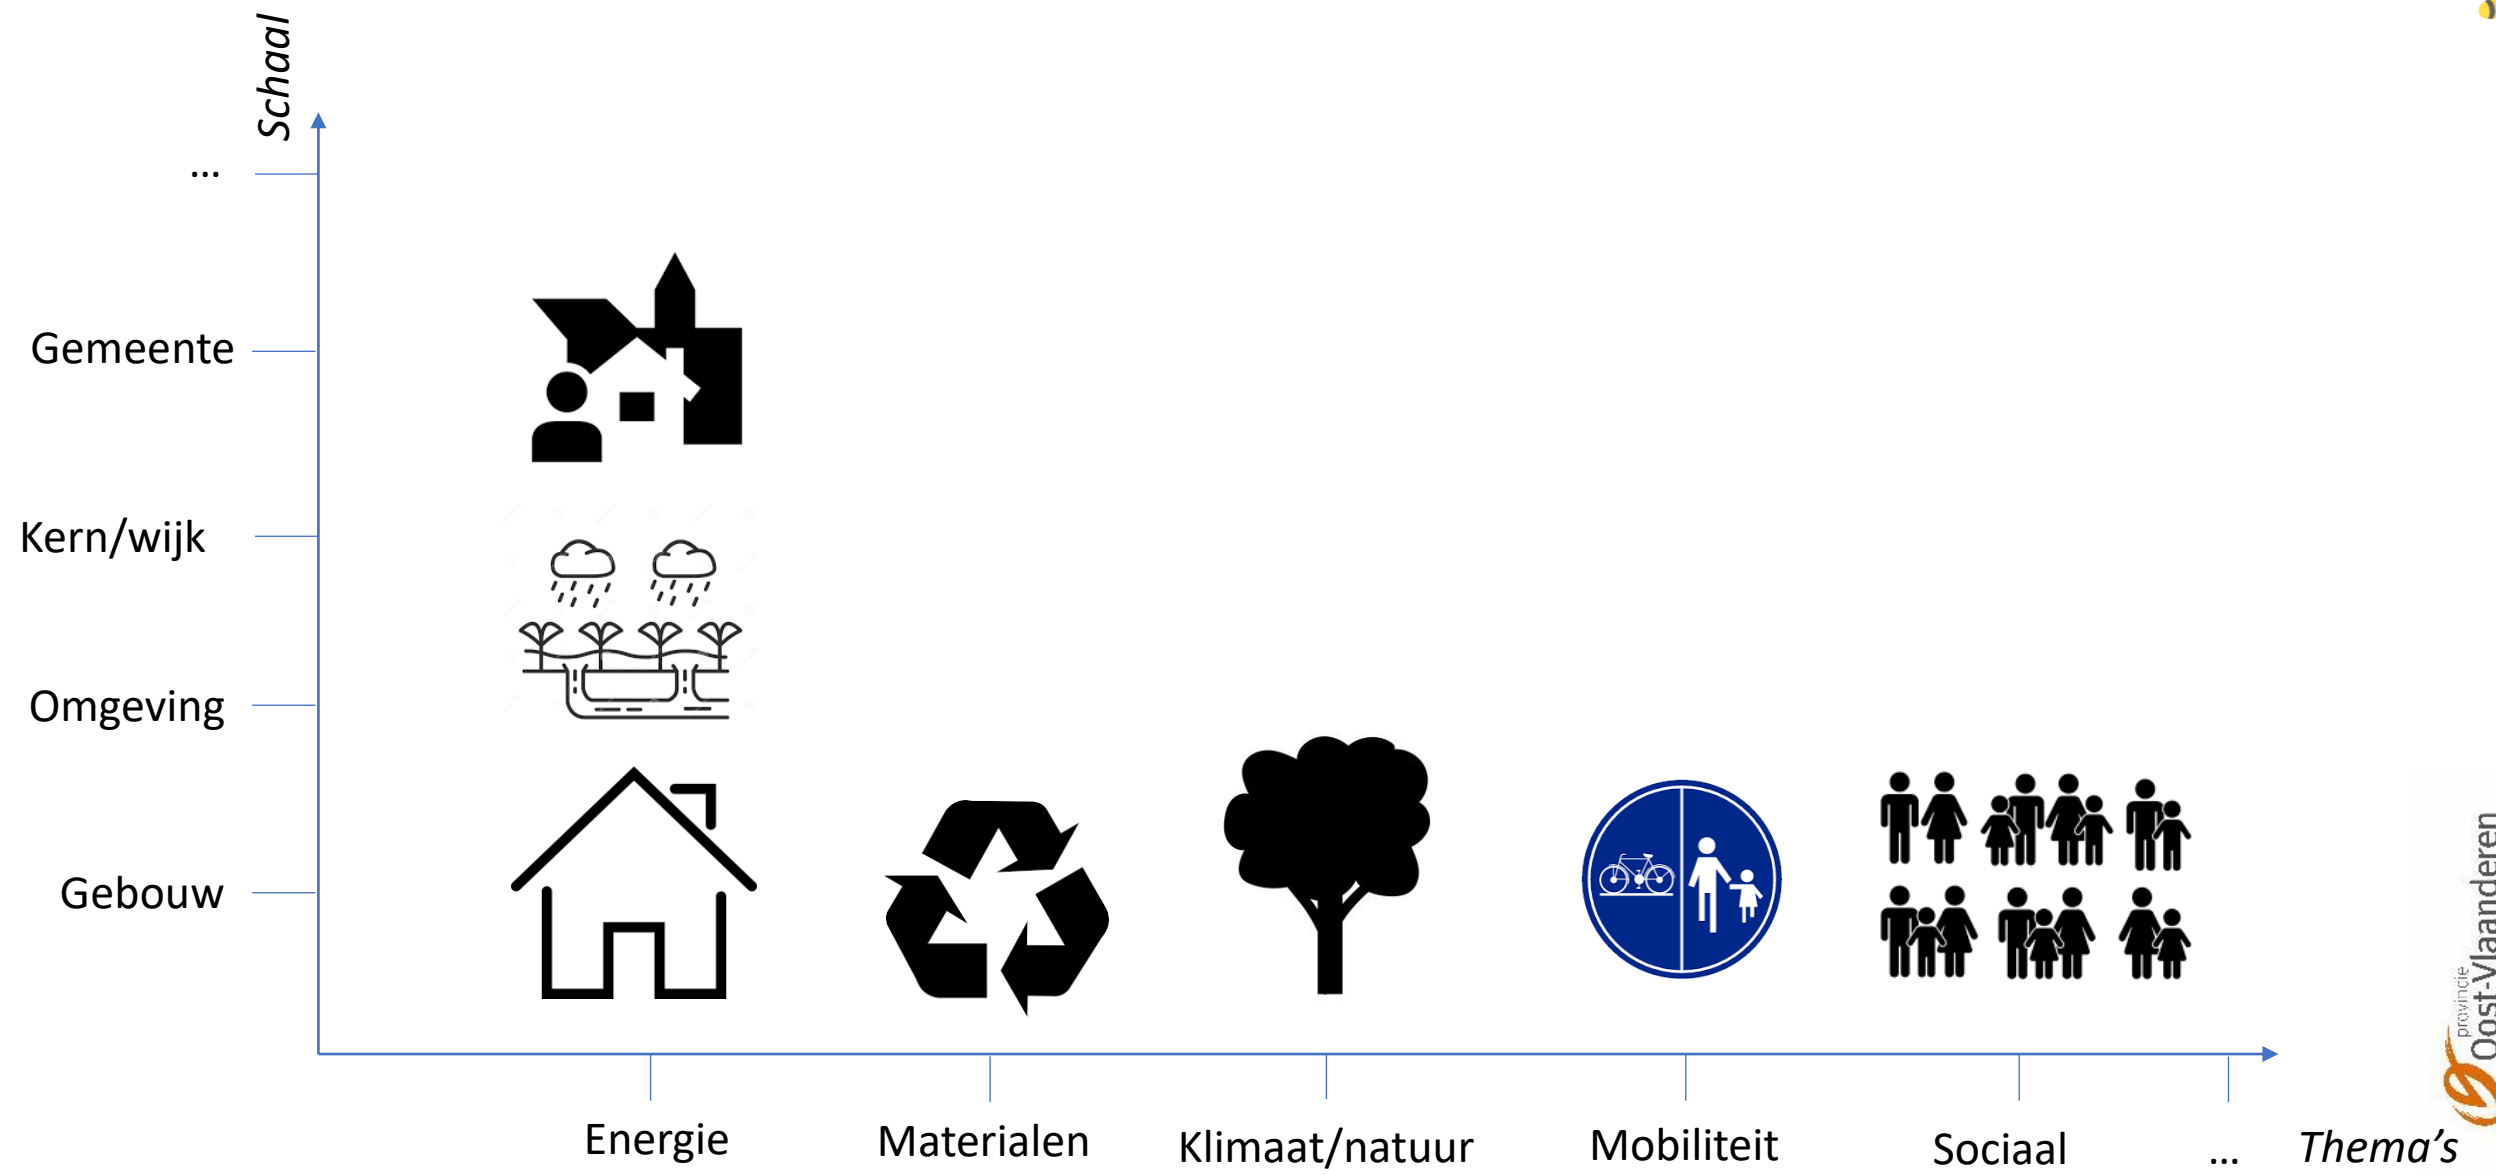 Schaal
...
Gemeente
Kern/wijk
Omgeving
Gebouw
Energie
Materialen
Klimaat/natuur
Mobiliteit
Sociaal
...
Thema's
provincie
Oost-Vlaanderen